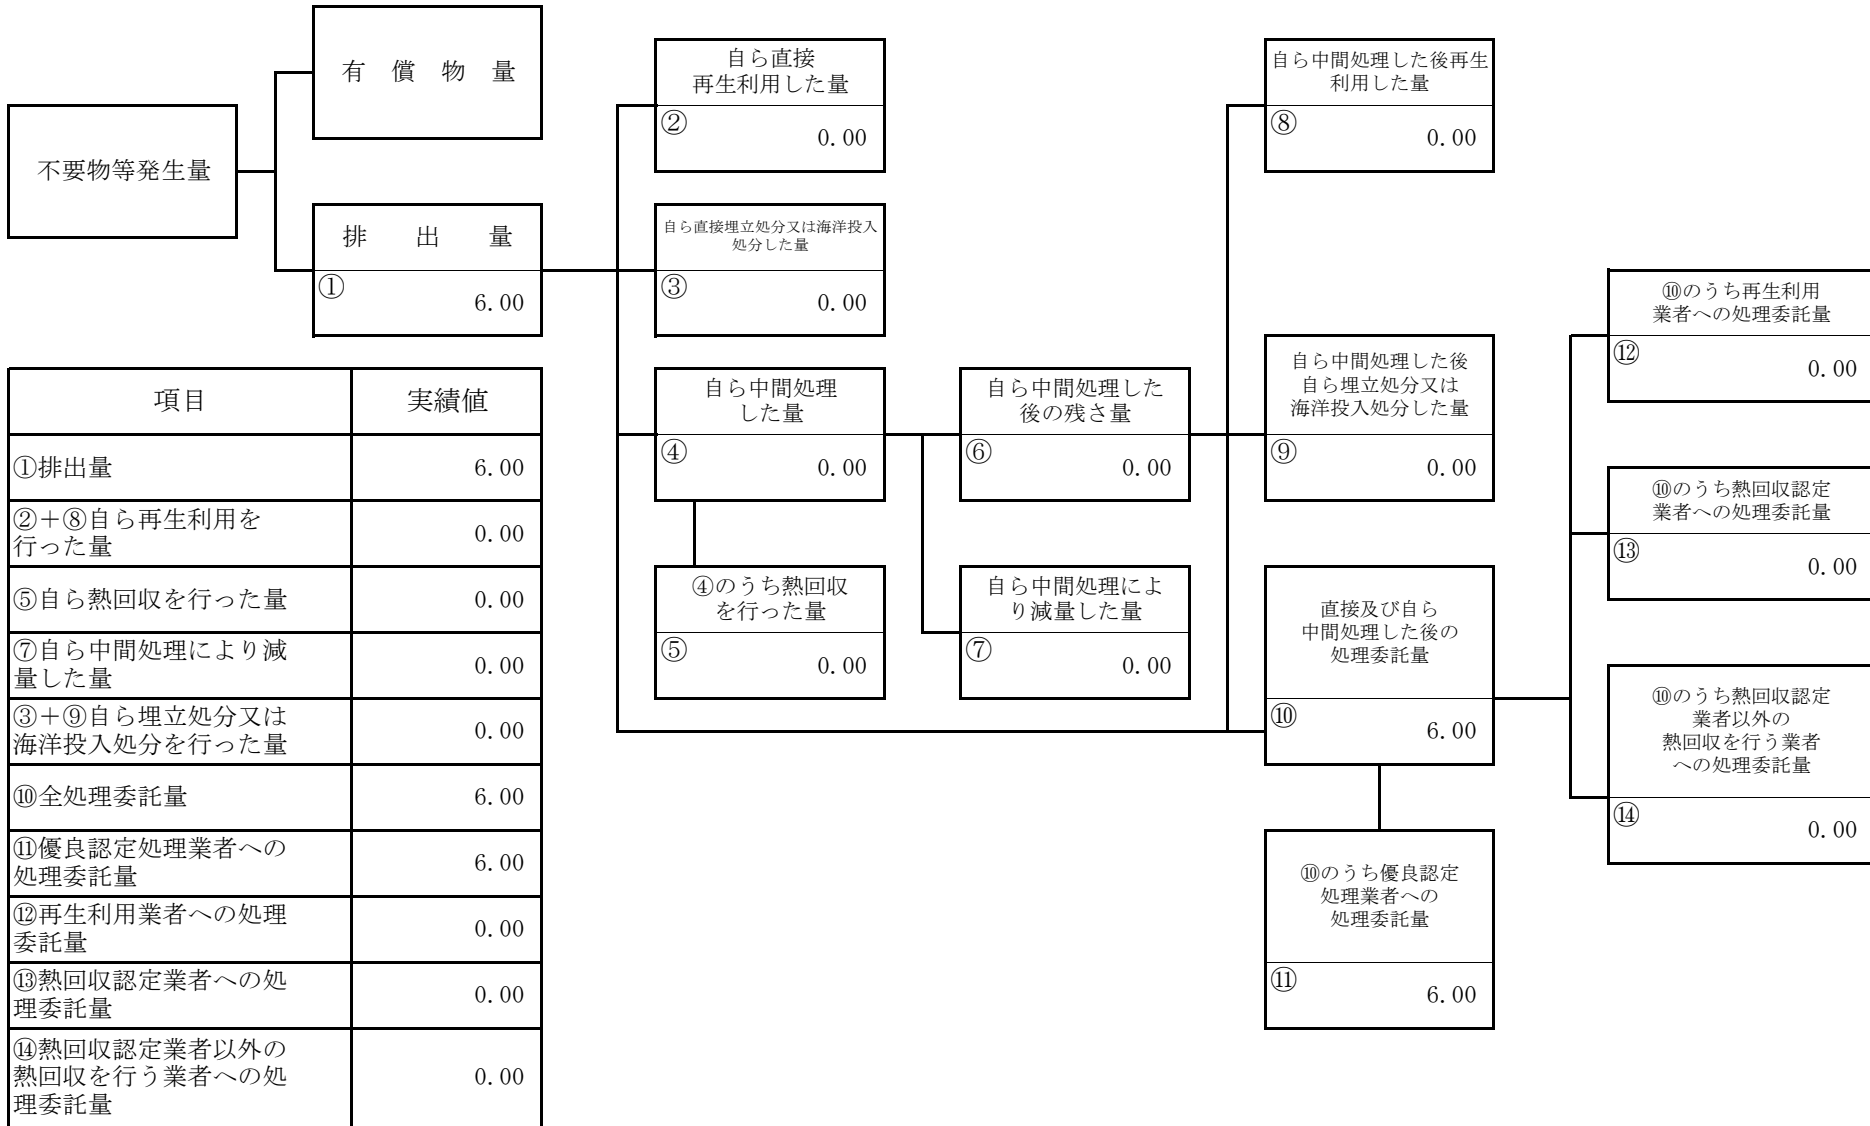 有　償　物　量
不要物等発生量
排　出　量
①
6.00
自ら直接
再生利用した量
②
0.00
自ら直接埋立処分又は海洋投入
処分した量
③
0.00
自ら中間処理
した量
④
0.00
④のうち熱回収
を行った量
⑤
0.00
自ら中間処理した
後の残さ量
⑥
0.00
自ら中間処理によ
り減量した量
⑦
0.00
自ら中間処理した後再生
利用した量
⑧
0.00
自ら中間処理した後
自ら埋立処分又は
海洋投入処分した量
⑨
0.00
直接及び自ら
中間処理した後の
処理委託量
⑩
6.00
⑩のうち優良認定
処理業者への
処理委託量
⑪
6.00
⑩のうち再生利用
業者への処理委託量
⑫
0.00
⑩のうち熱回収認定
業者への処理委託量
⑬
0.00
⑩のうち熱回収認定
業者以外の
熱回収を行う業者
への処理委託量
⑭
0.00
項目 実績値
①排出量 6.00
②＋⑧自ら再生利用を
行った量 0.00
⑤自ら熱回収を行った量 0.00
⑦自ら中間処理により減
量した量 0.00
③＋⑨自ら埋立処分又は
海洋投入処分を行った量 0.00
⑩全処理委託量 6.00
⑪優良認定処理業者への
処理委託量 6.00
⑫再生利用業者への処理
委託量 0.00
⑬熱回収認定業者への処
理委託量 0.00
⑭熱回収認定業者以外の
熱回収を行う業者への処
理委託量 0.00